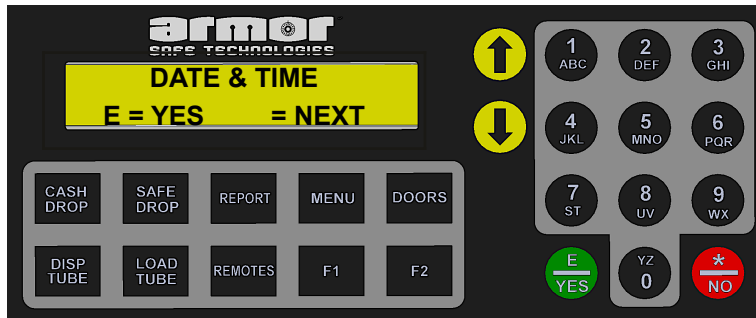 armor
SAFE TECHNOLOGIES
DATE & TIME
E = YES = NEXT
CASH
DROP
SAFE
DROP
REPORT
MENU
DOORS
DISP
TUBE
LOAD
TUBE
REMOTES
F1
F2
1
ABC
2
DEF
3
GHI
4
JKL
5
MNO
6
PQR
7
ST
8
UV
9
WX
E
YES
YZ
0
*
NO